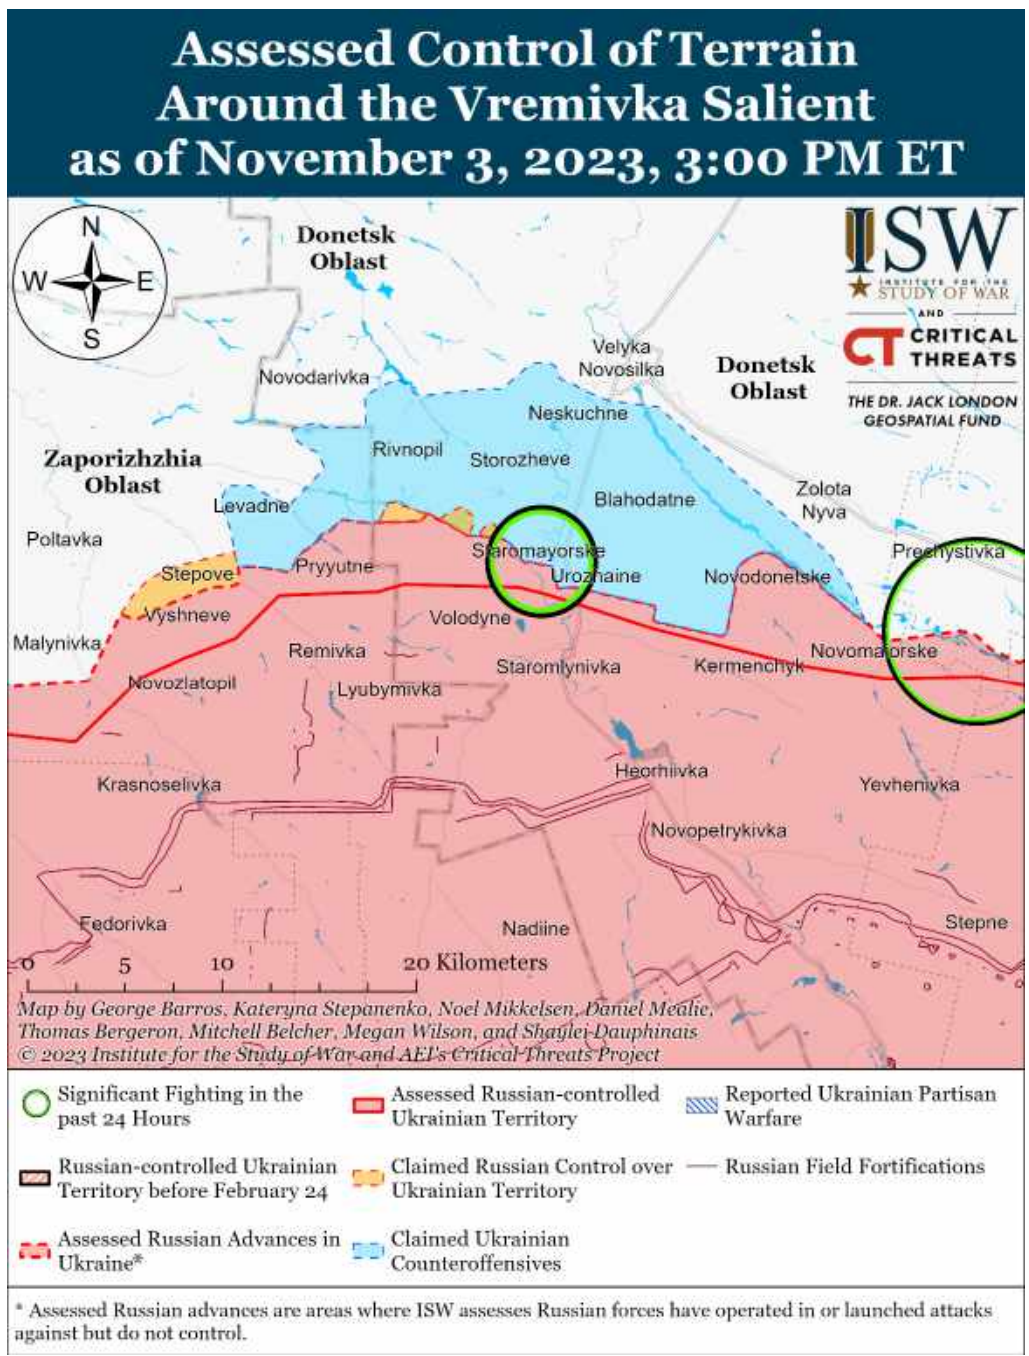 Assessed Control of Terrain
Around the Vremivka Salient
as of November 3, 2023, 3:00 PM ET
N
W
E
S
Donetsk
Oblast
ISW
INSTITUTE FOR THE
STUDY OF WAR
AND
CT CRITICAL
THREATS
THE DR. JACK LONDON
GEOSPATIAL FUND
Velyka
Novosilka
Donetsk
Oblast
Novodarivka
Neskuchne
Rivnopil
Storozheve
Zaporizhzhia
Oblast
Blahodatne
Zolota
Nyva
Levadne
Poltavka
Staromayorske
Prechystivka
Stepove
Pryyutne
Urozhaine
Novodonetske
Vyshneve
Volodyne
Malynivka
Remivka
Novomajorske
Staromlynivka
Kermenchyk
Novozlatopil
Lyubymivka
Heorhiivka
Krasnoselivka
Yevhenivka
Novopetrykivka
Fedorivka
Nadiine
Stepne
0 5 10 20 Kilometers
Map by George Barros, Kateryna Stepanenko, Noel Mikkelsen, Daniel Mealie,
Thomas Bergeron, Mitchell Belcher, Megan Wilson, and Shaylei Dauphinais
© 2023 Institute for the Study of War and AEI's Critical Threats Project
Significant Fighting in the
past 24 Hours
Assessed Russian-controlled
Ukrainian Territory
Reported Ukrainian Partisan
Warfare
Russian-controlled Ukrainian
Territory before February 24
Claimed Russian Control over
Ukrainian Territory
Russian Field Fortifications
Assessed Russian Advances in
Ukraine*
Claimed Ukrainian
Counteroffensives
* Assessed Russian advances are areas where ISW assesses Russian forces have operated in or launched attacks
against but do not control.